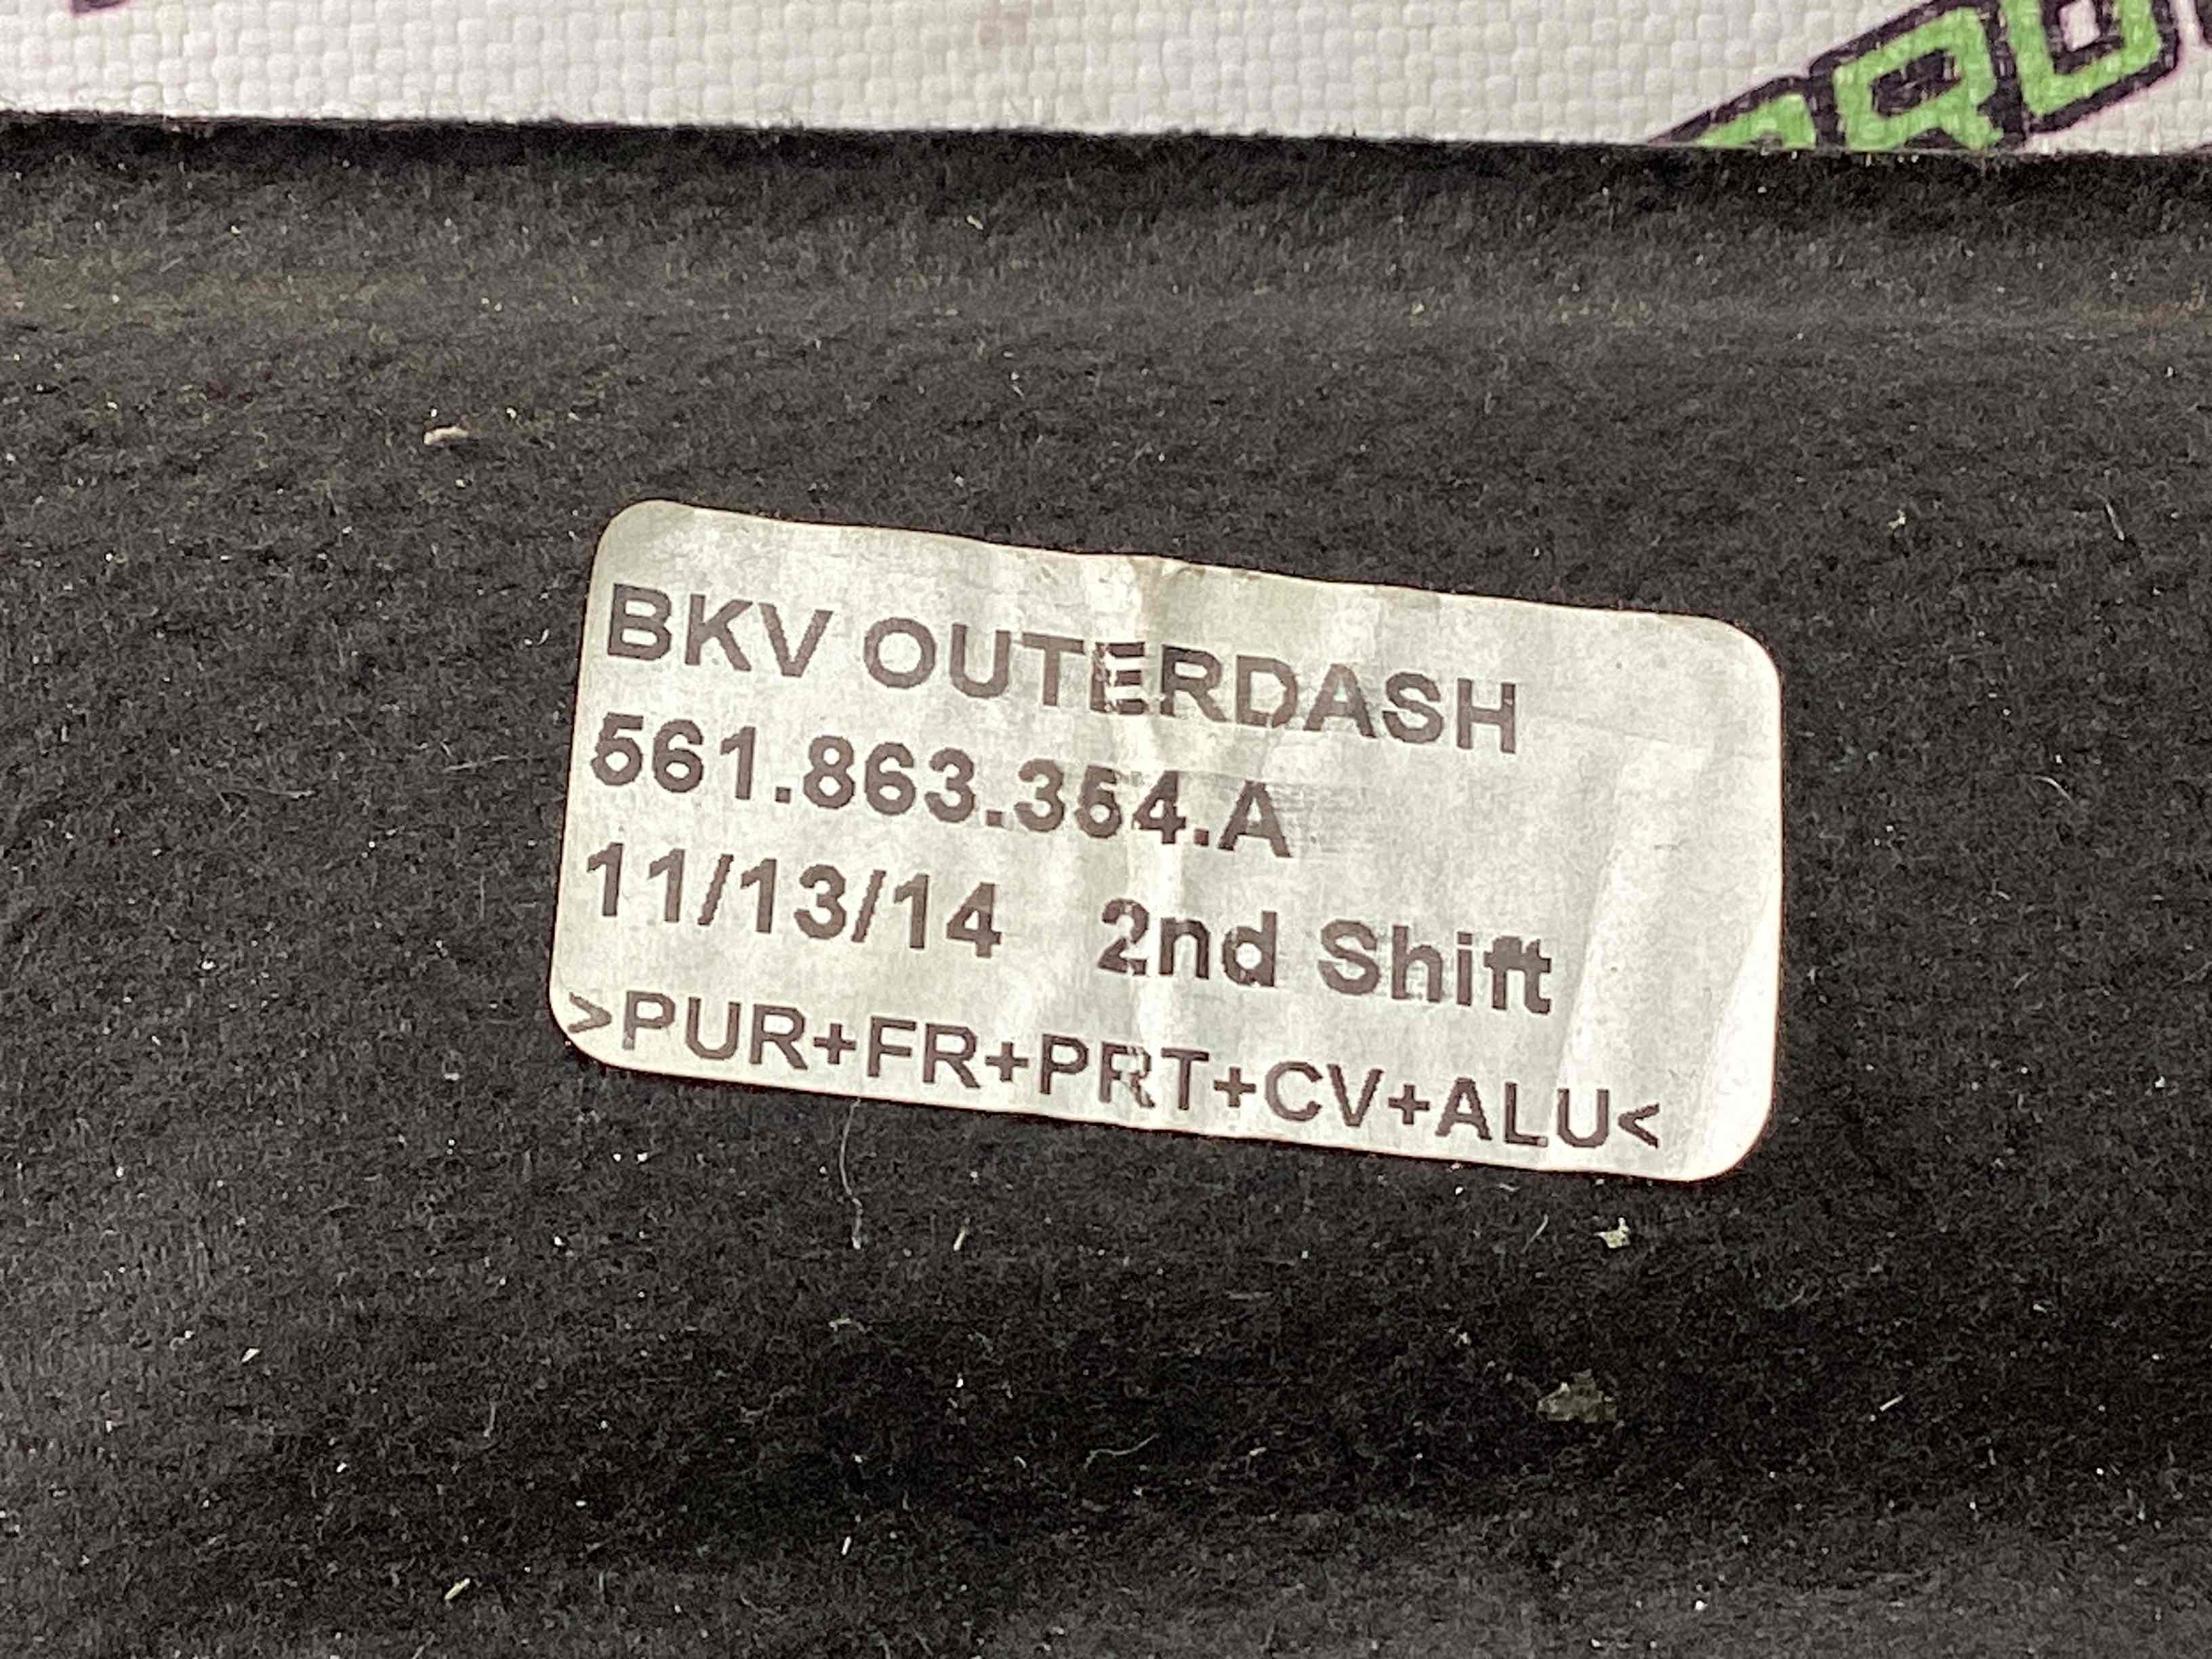 BKV OUTERDASH
561.863.354.A
11/13/14 2nd Shift
>PUR+FR+PRT+CV+ALU<